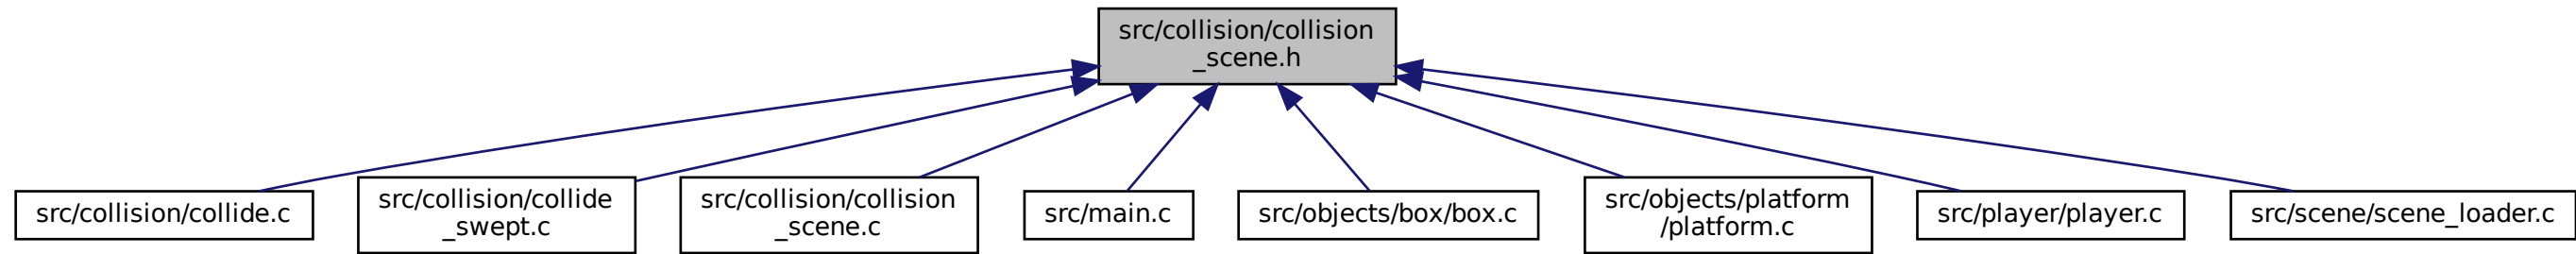 src/collision/collision
_scene.h
src/collision/collide.c
src/collision/collide
_swept.c
src/collision/collision
_scene.c
src/main.c
src/objects/box/box.c
src/objects/platform
/platform.c
src/player/player.c
src/scene/scene_loader.c